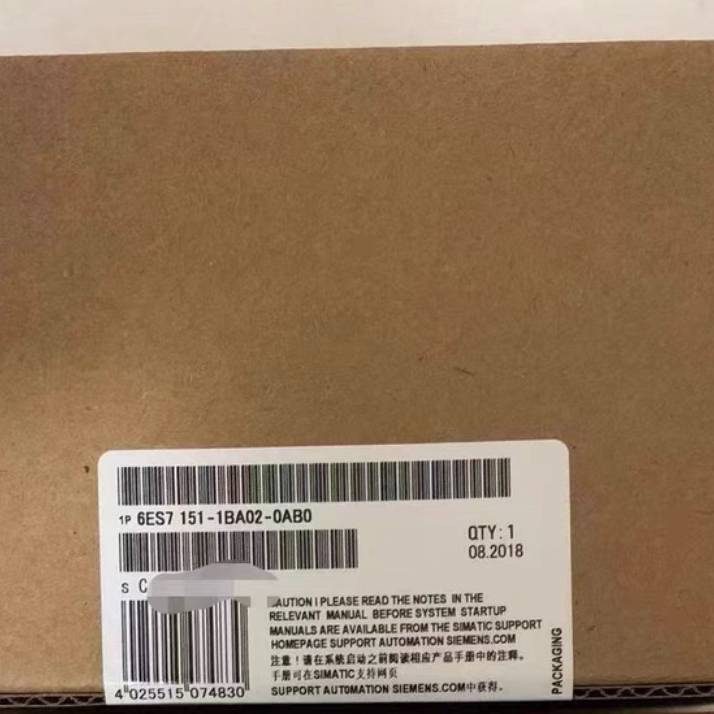 1P 6ES7 151-1BA02-0AB0
QTY: 1
08.2018
S C
AUTION ! PLEASE READ THE NOTES IN THE
RELEVANT MANUAL BEFORE SYSTEM STARTUP
MANUALS ARE AVAILABLE FROM THE SIMATIC SUPPORT
HOMEPAGE SUPPORT AUTOMATION SIEMENS.COM
注意！请在系统启动之前阅读相应产品手册中的注释。
手册可在SIMATIC支持网页
SUPPORT AUTOMATION SIEMENS.COM中获得。
4 025515 074830
PACKAGING